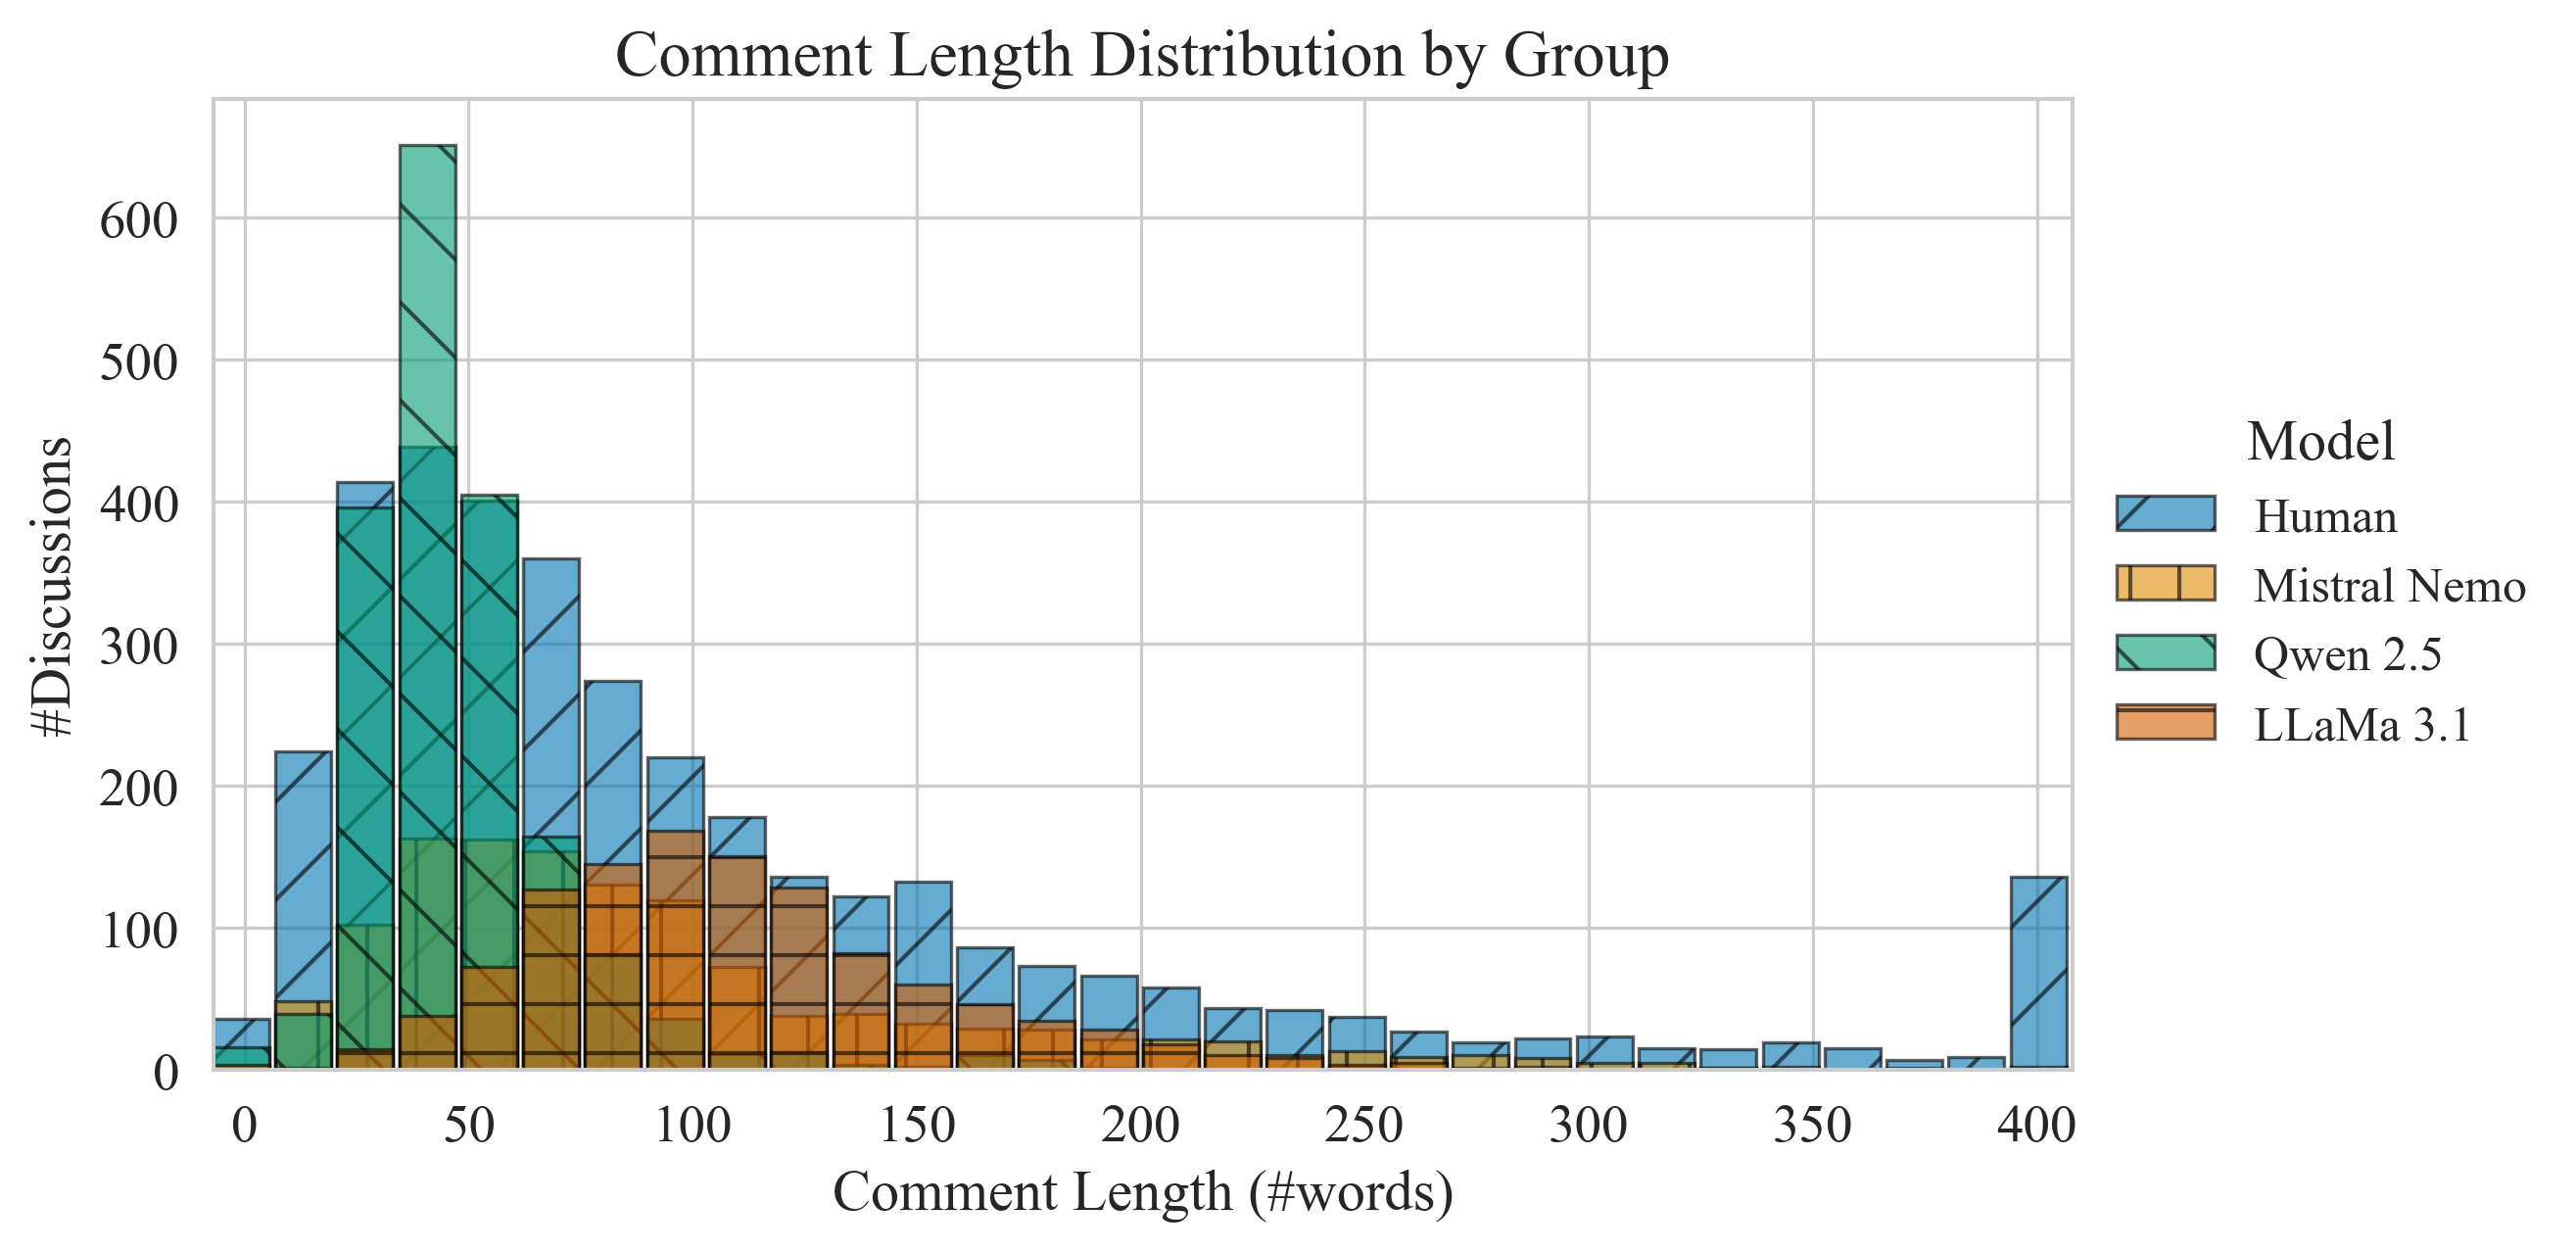 Comment Length Distribution by Group
#Discussions
600
500
400
300
200
100
0
0 50 100 150 200 250 300 350 400
Comment Length (#words)
Model
Human
Mistral Nemo
Qwen 2.5
LLaMa 3.1